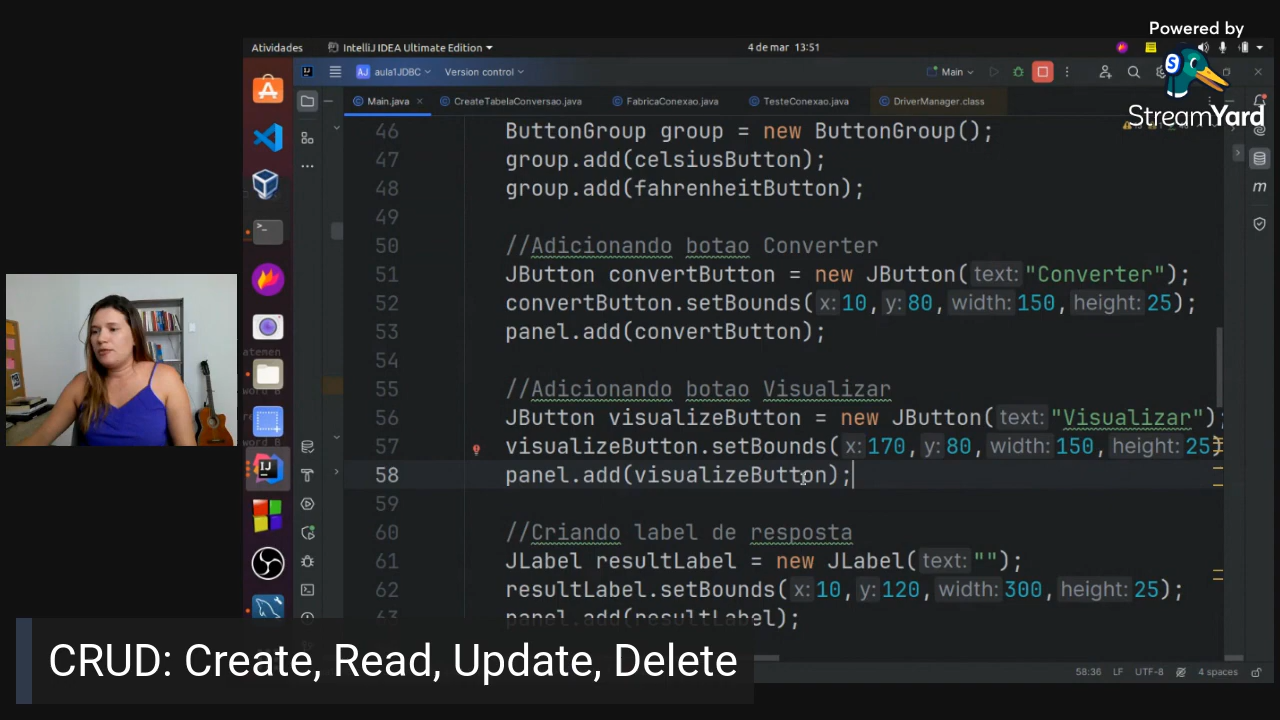 Powered by
StreamYard
Atividades IntelliJ IDEA Ultimate Edition 4 de mar 13:51
AJ aula1JDBC Version control Main
Main.java CreateTabelaConversao.java FabricaConexao.java TesteConexao.java DriverManager.class
46 ButtonGroup group = new ButtonGroup();
47 group.add(celsiusButton);
48 group.add(fahrenheitButton);
49
50 //Adicionando botao Converter
51 JButton convertButton = new JButton( text: "Converter");
52 convertButton.setBounds( x: 10, y: 80, width: 150, height: 25);
53 panel.add(convertButton);
54
55 //Adicionando botao Visualizar
56 JButton visualizeButton = new JButton( text: "Visualizar");
57 visualizeButton.setBounds( x: 170, y: 80, width: 150, height: 25
58 panel.add(visualizeButton);
59
60 //Criando label de resposta
61 JLabel resultLabel = new JLabel( text: "");
62 resultLabel.setBounds( x: 10, y: 120, width: 300, height: 25);
63 panel.add(resultLabel);
58:36 LF UTF-8 4 spaces
CRUD: Create, Read, Update, Delete